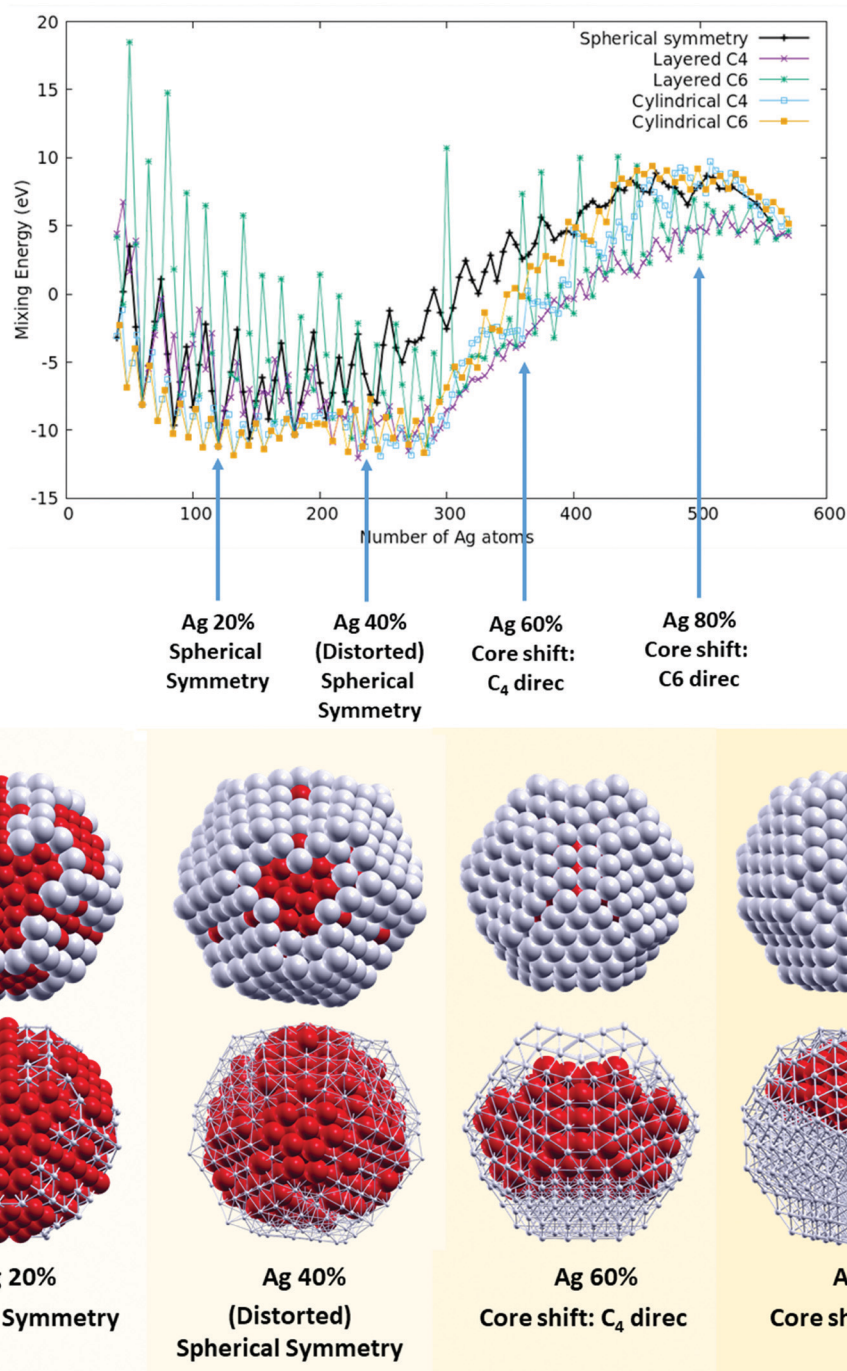 20
15
10
5
0
-5
-10
-15
Mixing Energy (eV)
Spherical symmetry
Layered C4
Layered C6
Cylindrical C4
Cylindrical C6
0 100 200 300 400 500 600
Number of Ag atoms
Ag 20%
Spherical
Symmetry
Ag 40%
(Distorted)
Spherical
Symmetry
Ag 60%
Core shift:
C₄ direc
Ag 80%
Core shift:
C6 direc
20%
Symmetry
Ag 40%
(Distorted)
Spherical Symmetry
Ag 60%
Core shift: C₄ direc
A
Core sh